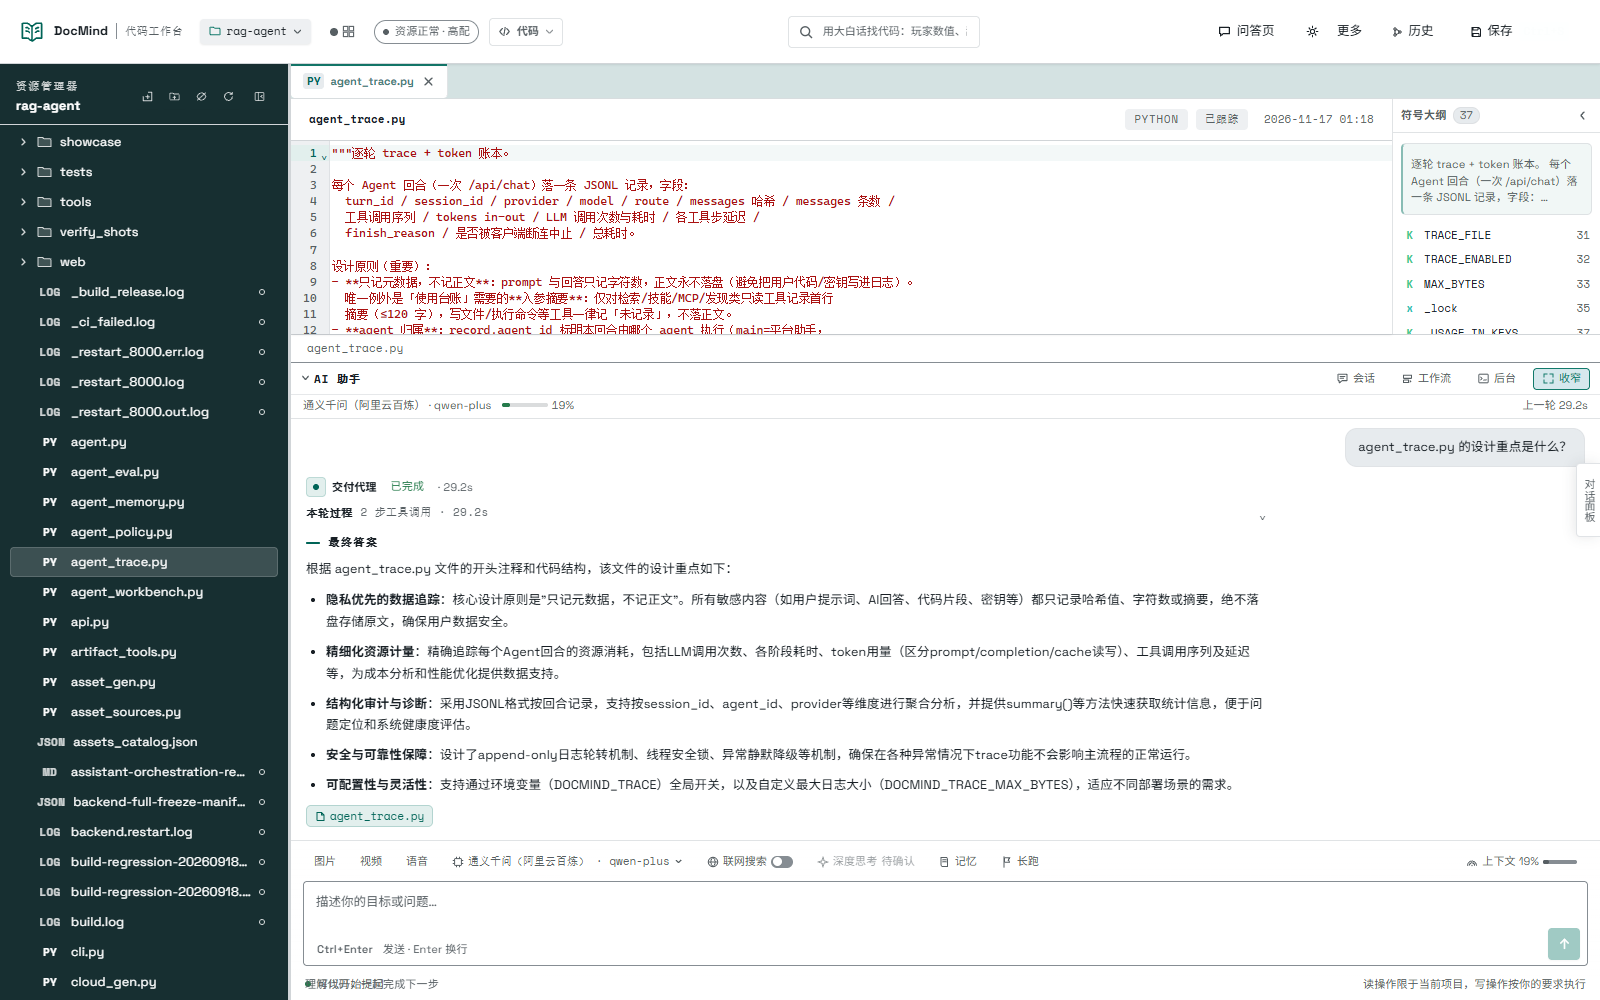 DocMind 代码工作台 rag-agent 资源正常·高配 代码 用大白话找代码：玩家数值、 问答页 更多 历史 保存
资源管理器
rag-agent
showcase
tests
tools
verify_shots
web
LOG _build_release.log
LOG _ci_failed.log
LOG _restart_8000.err.log
LOG _restart_8000.log
LOG _restart_8000.out.log
PY agent.py
PY agent_eval.py
PY agent_memory.py
PY agent_policy.py
PY agent_trace.py
PY agent_workbench.py
PY api.py
PY artifact_tools.py
PY asset_gen.py
PY asset_sources.py
JSON assets_catalog.json
MD assistant-orchestration-re...
JSON backend-full-freeze-manif...
LOG backend.restart.log
LOG build-regression-20260918...
LOG build-regression-20260918....
LOG build.log
PY cli.py
PY cloud_gen.py
PY agent_trace.py
agent_trace.py PYTHON 已跟踪 2026-11-17 01:18
1 """逐轮 trace + token 账本。
2
3 每个 Agent 回合（一次 /api/chat）落一条 JSONL 记录，字段：
4 turn_id / session_id / provider / model / route / messages 哈希 / messages 条数 /
5 工具调用序列 / tokens in-out / LLM 调用次数与耗时 / 各工具步延迟 /
6 finish_reason / 是否被客户端断连中止 / 总耗时。
7
8 设计原则（重要）：
9 - **只记元数据，不记正文**：prompt 与回答只记字符数，正文永不落盘（避免把用户代码/密钥写进日志）。
10 唯一例外是「使用台账」需要的**入参摘要**：仅对检索/技能/MCP/发现类只读工具记录首行
11 摘要（≤120 字），写文件/执行命令等工具一律记「未记录」，不落正文。
12 - **agent 归属**：record.agent_id 标明本回合由哪个 agent 执行（main=平台助手，
符号大纲 37
逐轮 trace + token 账本。 每个
Agent 回合（一次 /api/chat）落
一条 JSONL 记录，字段：…
K TRACE_FILE 31
K TRACE_ENABLED 32
K MAX_BYTES 33
x _lock 35
K _USAGE_IN_KEYS 37
agent_trace.py
AI 助手 会话 工作流 后台 收窄
通义千问（阿里云百炼）·qwen-plus 19% 上一轮 29.2s
agent_trace.py 的设计重点是什么？
交付代理 已完成 · 29.2s
本轮过程 2 步工具调用 · 29.2s
最终答案
根据 agent_trace.py 文件的开头注释和代码结构，该文件的设计重点如下：
• 隐私优先的数据追踪：核心设计原则是"只记元数据，不记正文"。所有敏感内容（如用户提示词、AI回答、代码片段、密钥等）都只记录哈希值、字符数或摘要，绝不落
盘存储原文，确保用户数据安全。
• 精细化资源计量：精确追踪每个Agent回合的资源消耗，包括LLM调用次数、各阶段耗时、token用量（区分prompt/completion/cache读写）、工具调用序列及延迟
等，为成本分析和性能优化提供数据支持。
• 结构化审计与诊断：采用JSONL格式按回合记录，支持按session_id、agent_id、provider等维度进行聚合分析，并提供summary()等方法快速获取统计信息，便于问
题定位和系统健康度评估。
• 安全与可靠性保障：设计了append-only日志轮转机制、线程安全锁、异常静默降级等机制，确保在各种异常情况下trace功能不会影响主流程的正常运行。
• 可配置性与灵活性：支持通过环境变量（DOCMIND_TRACE）全局开关，以及自定义最大日志大小（DOCMIND_TRACE_MAX_BYTES），适应不同部署场景的需求。
agent_trace.py
对话面板
图片 视频 语音 通义千问（阿里云百炼） · qwen-plus 联网搜索 深度思考 待确认 记忆 长跑 上下文 19%
描述你的目标或问题…
Ctrl+Enter 发送 · Enter 换行
完成下一步
读操作限于当前项目，写操作按你的要求执行